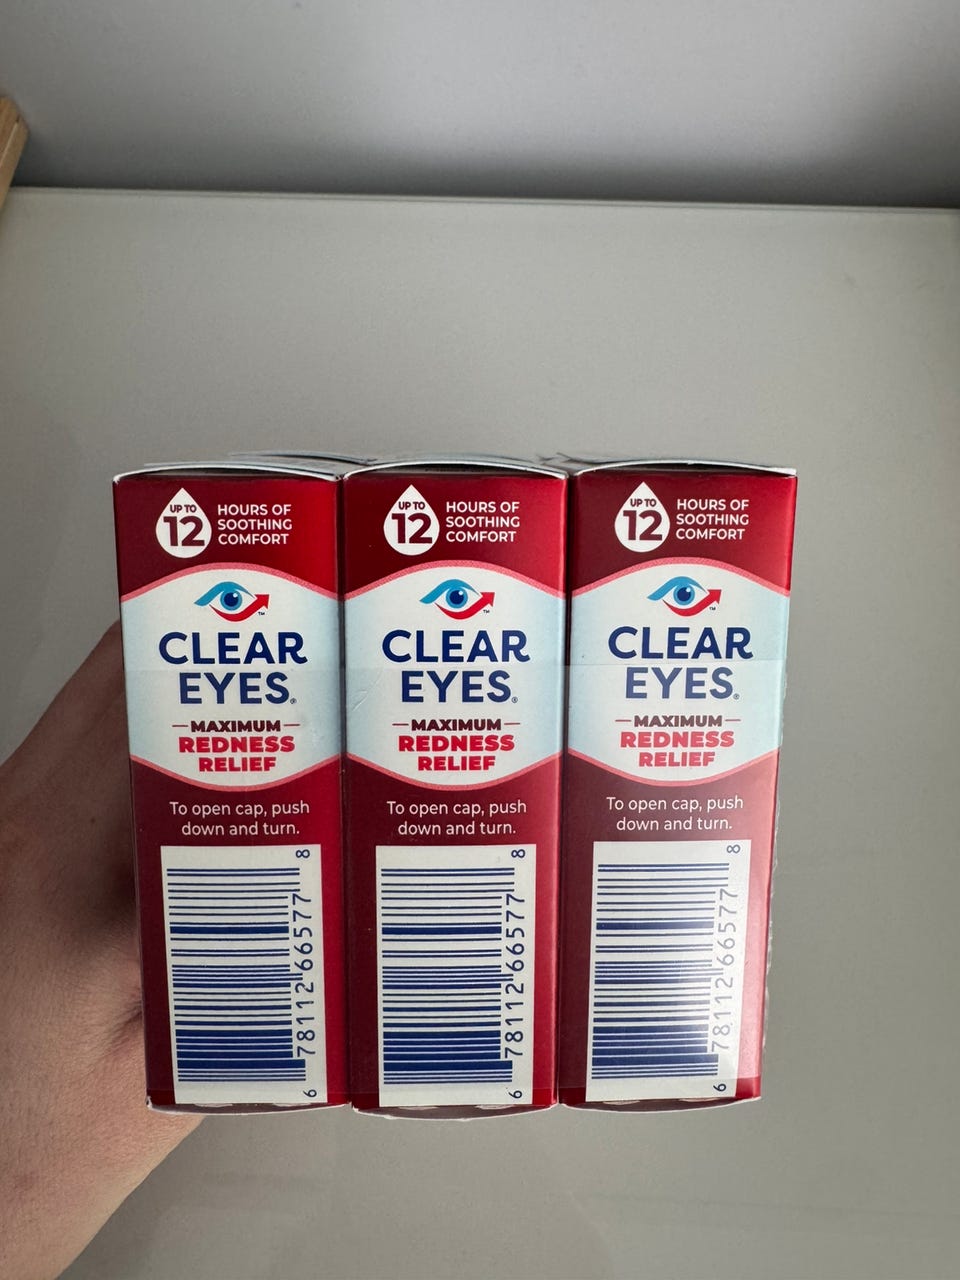 UP TO
12
HOURS OF
SOOTHING
COMFORT
CLEAR
EYES®
MAXIMUM
REDNESS
RELIEF
To open cap, push
down and turn.
6 78112 66577 8
UP TO
12
HOURS OF
SOOTHING
COMFORT
CLEAR
EYES®
MAXIMUM
REDNESS
RELIEF
To open cap, push
down and turn.
6 78112 66577 8
UP TO
12
HOURS OF
SOOTHING
COMFORT
CLEAR
EYES®
MAXIMUM
REDNESS
RELIEF
To open cap, push
down and turn.
6 78112 66577 8